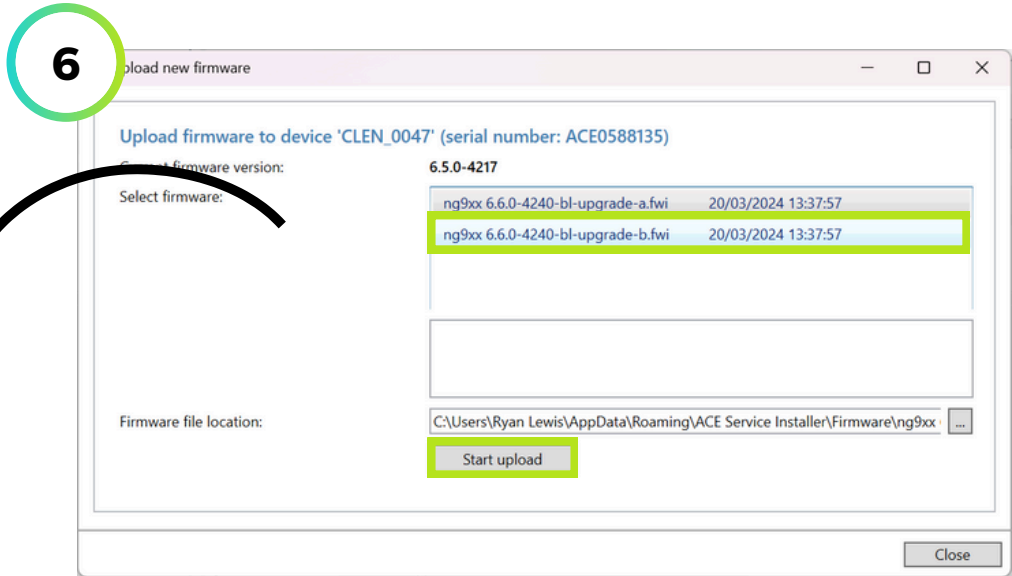 6
pload new firmware
Upload firmware to device 'CLEN_0047' (serial number: ACE0588135)
firmware version:
6.5.0-4217
Select firmware:
ng9xx 6.6.0-4240-bl-upgrade-a.fwi 20/03/2024 13:37:57
ng9xx 6.6.0-4240-bl-upgrade-b.fwi 20/03/2024 13:37:57
Firmware file location:
C:\Users\Ryan Lewis\AppData\Roaming\ACE Service Installer\Firmware\ng9xx
...
Start upload
Close